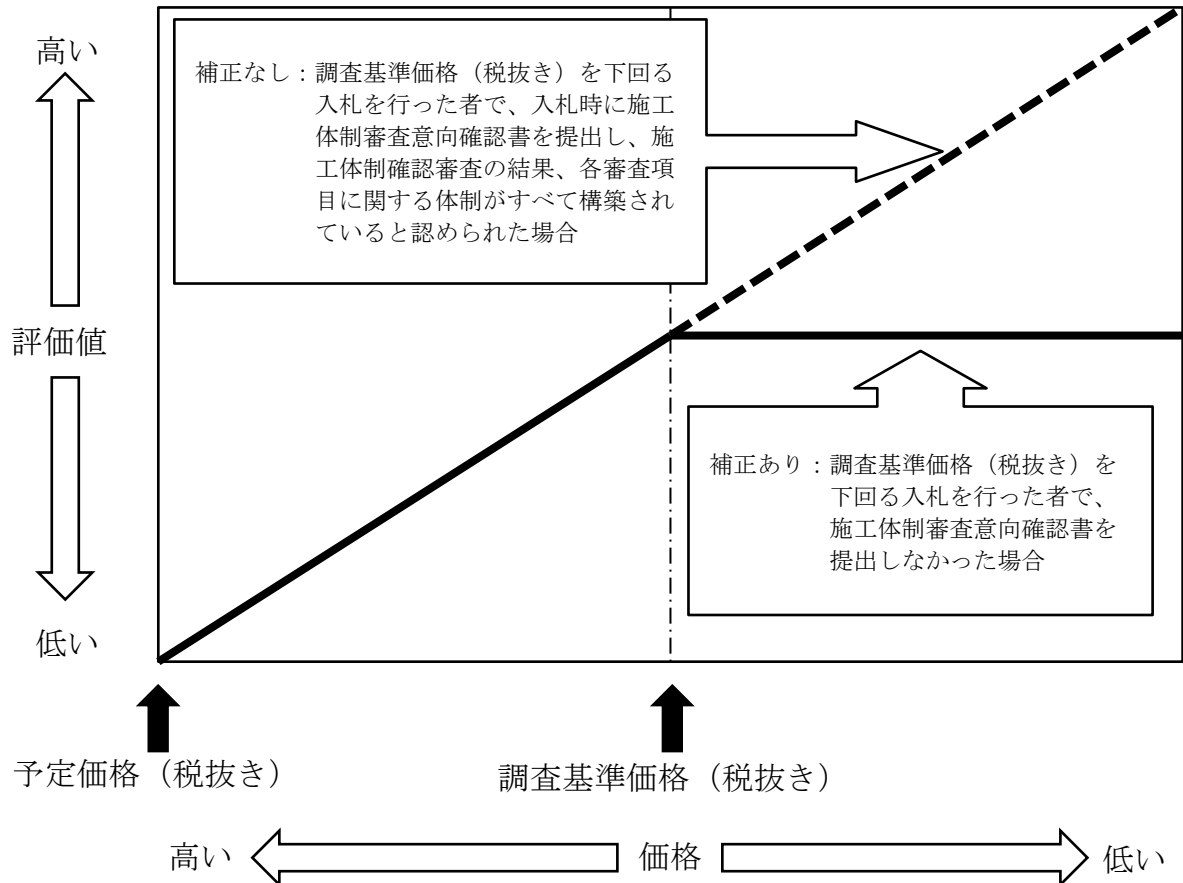 高い
補正なし：調査基準価格（税抜き）を下回る
入札を行った者で、入札時に施工
体制審査意向確認書を提出し、施
工体制確認審査の結果、各審査項
目に関する体制がすべて構築され
ていると認められた場合
評価値
補正あり：調査基準価格（税抜き）を
下回る入札を行った者で、
施工体制審査意向確認書を
提出しなかった場合
低い
予定価格（税抜き）
調査基準価格（税抜き）
高い
価格
低い